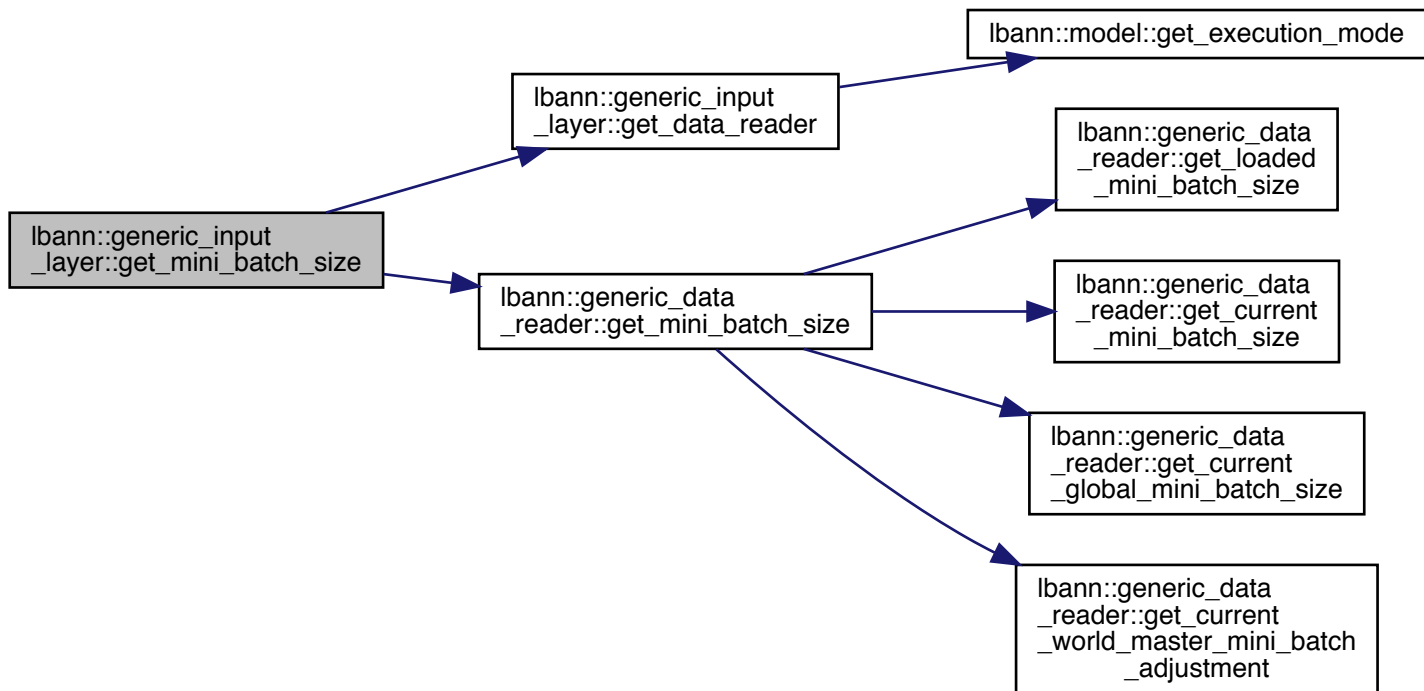 lbann::model::get_execution_mode
lbann::generic_input
_layer::get_data_reader
lbann::generic_data
_reader::get_loaded
_mini_batch_size
lbann::generic_input
_layer::get_mini_batch_size
lbann::generic_data
_reader::get_mini_batch_size
lbann::generic_data
_reader::get_current
_mini_batch_size
lbann::generic_data
_reader::get_current
_global_mini_batch_size
lbann::generic_data
_reader::get_current
_world_master_mini_batch
_adjustment